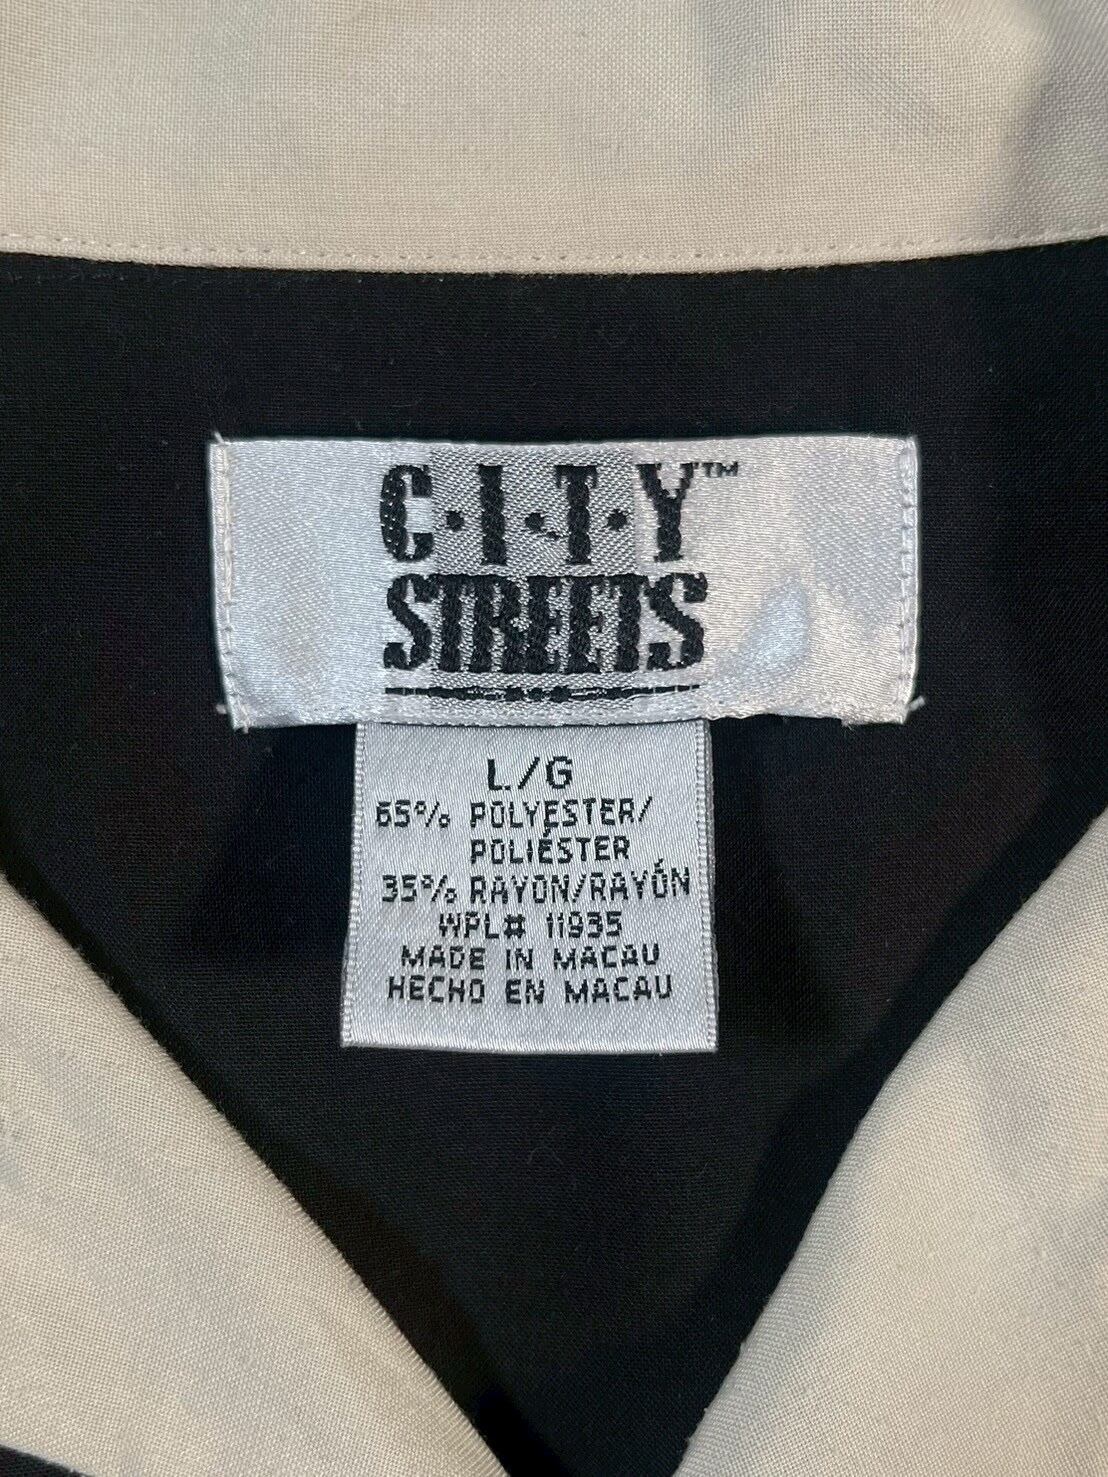 C·I·T·Y™
STREETS
L/G
65% POLYESTER/
POLIÉSTER
35% RAYON/RAYÓN
WPL# 11935
MADE IN MACAU
HECHO EN MACAU